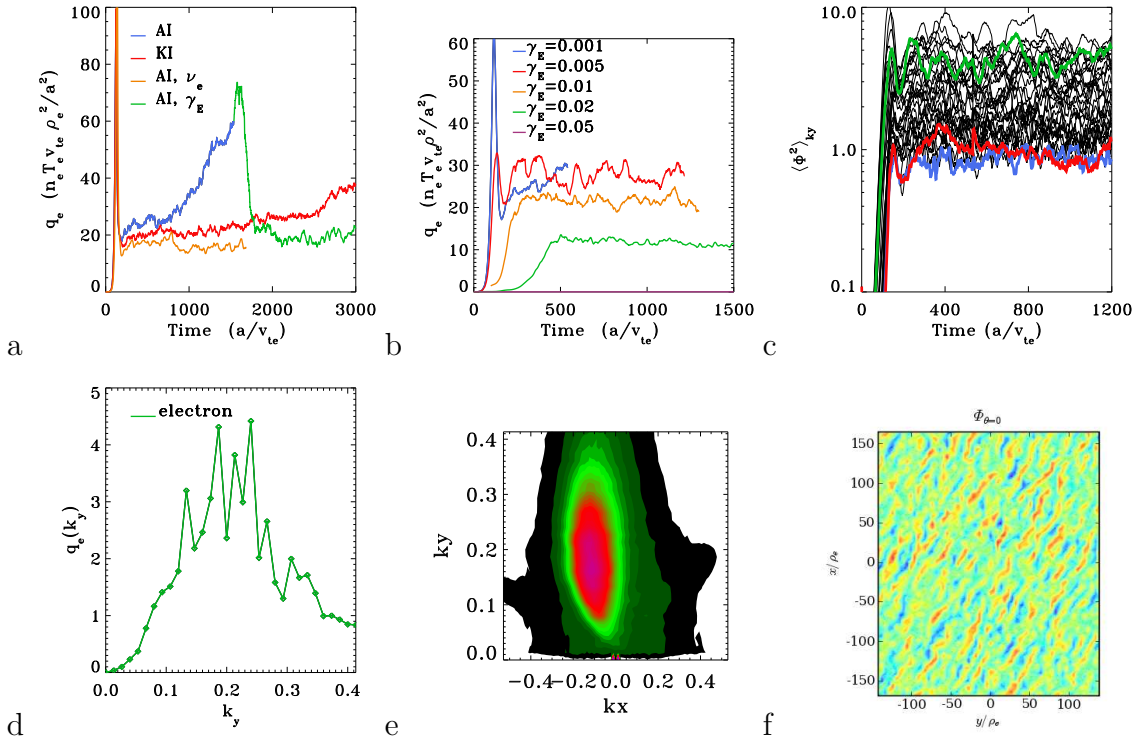 100
80
60
40
20
0
q_e (n_e T_e v_te ρ_e²/a²)
AI
KI
AI, ν_e
AI, γ_E
0 1000 2000 3000
Time (a/v_te)
a
60
50
40
30
20
10
0
q_e (n_e T_e v_te ρ²/a²)
γ_E=0.001
γ_E=0.005
γ_E=0.01
γ_E=0.02
γ_E=0.05
0 500 1000 1500
Time (a/v_te)
b
10.0
1.0
0.1
⟨Φ²⟩_ky
0 400 800 1200
Time (a/v_te)
c
5
4
3
2
1
0
q_e(k_y)
electron
0.0 0.1 0.2 0.3 0.4
k_y
d
0.4
0.3
0.2
0.1
0.0
ky
-0.4 -0.2 0.0 0.2 0.4
kx
e
Φ_θ=0
150
100
50
0
-50
-100
-150
x/ρ_e
-100 -50 0 50 100
y/ρ_e
f